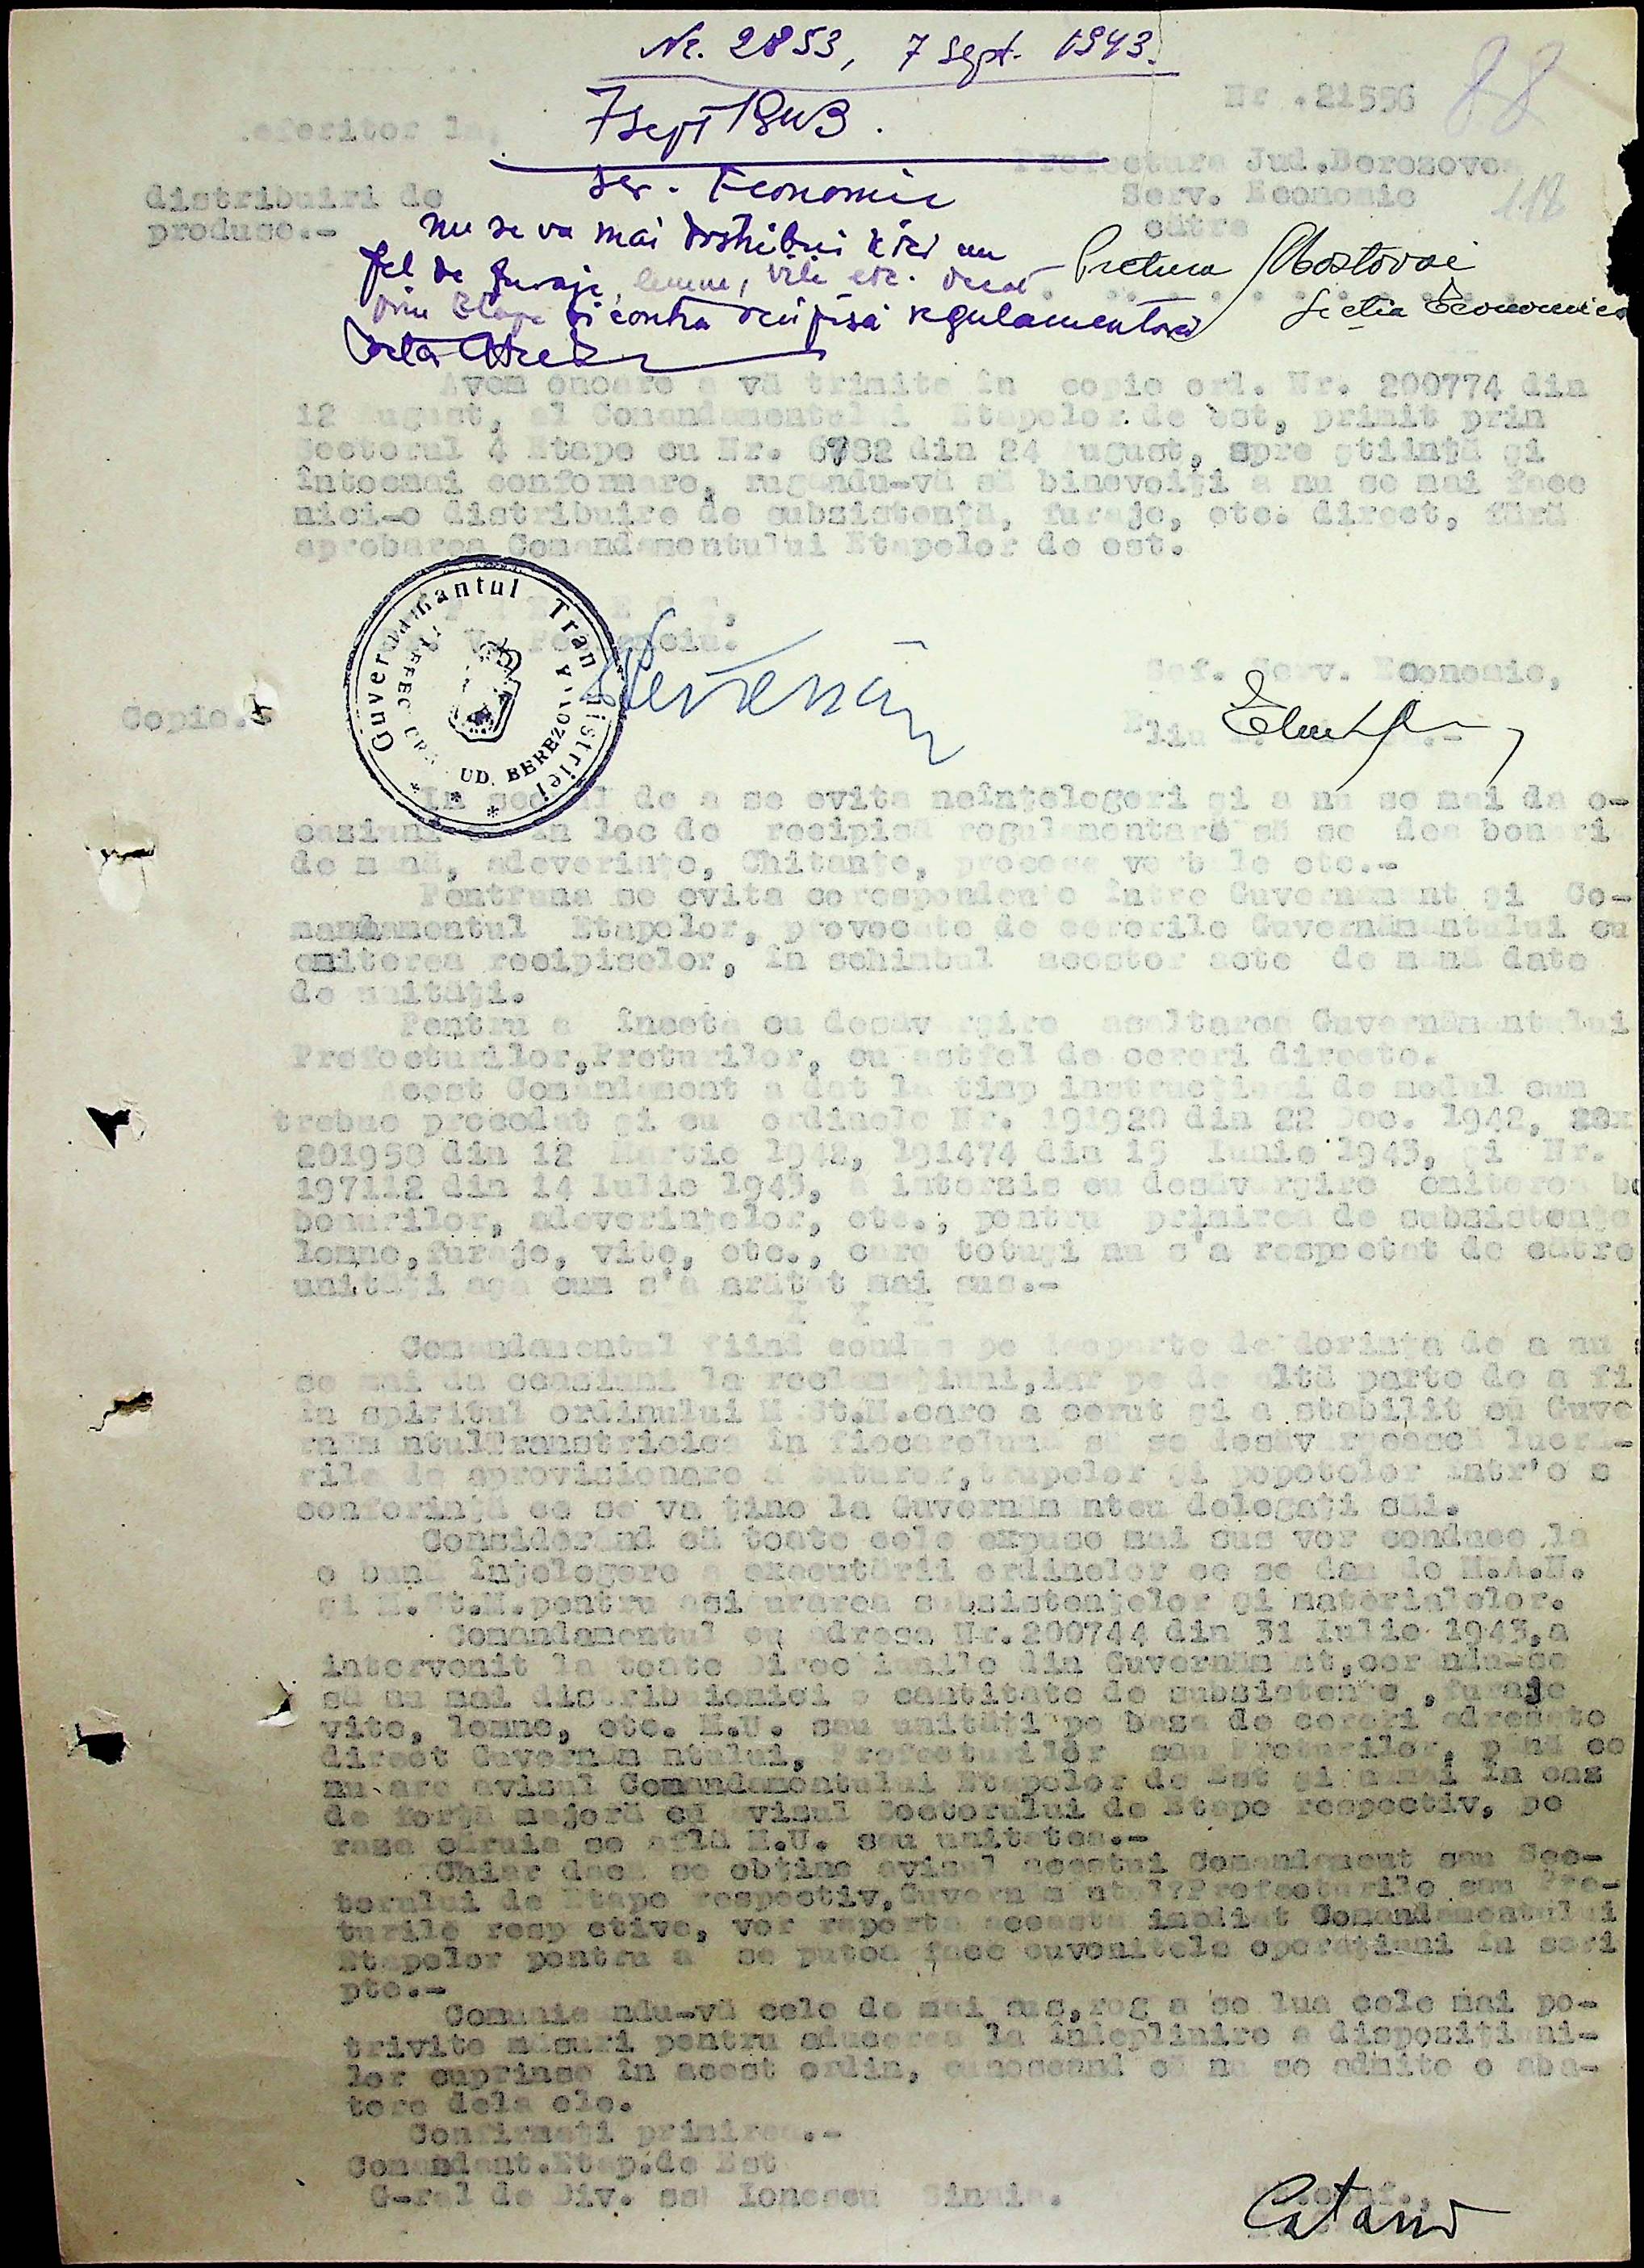 Nr. 2853, 7 Sept. 1943.
7 Sept 1943.
Nr. 21556
88
Referitor la,
Prefectura Jud. Berezovca
118
Ser. Economic
distribuiri de
produse.-
Serv. Economic
către
nu se va mai distribui nici un
fel de furaje, lemne, vite etc. decât
prin Etape și contra recipisă regulamentară
Pretura Mostovoi
Secția Economică
Avem onoare a vă trimite în copie ord. Nr. 200774 din
12 August, al Comandamentului Etapelor de est, primit prin
Sectorul 4 Etape cu Nr. 6782 din 24 August, spre știință și
întocmai conformare, rugându-vă să binevoiți a nu se mai face
nici-o distribuire de subsistență, furaje, etc. direct, fără
aprobarea Comandamentului Etapelor de est.
Guvernamantul Transnistriei
PREFECTURA JUD. BEREZOVCA
Șef. Serv. Economic,
Copie.-
În scopul de a se evita neînțelegeri și a nu se mai da o-
casiuni ca în loc de recipisa regulamentară să se dea bonuri
de mână, adeverințe, Chitanțe, procese verbale etc.-
Pentruna se evita corespondente între Guvernamânt și Co-
mandamentul Etapelor, provocate de cererile Guvernământului cu
emiterea recipiselor, în schimbul acestor acte de mână date
de unități.
Pentru a înceta cu desăvârșire asaltarea Guvernământului
Prefecturilor,Preturilor, cu astfel de cereri directe.
Acest Comandament a dat la timp instrucțiuni de modul cum
trebue procedat și cu ordinele Nr. 191920 din 22 Dec. 1942,
201958 din 12 Martie 1942, 191474 din 15 Iunie 1943, și Nr.
197112 din 14 Iulie 1943, a interzis cu desăvârșire emiterea
bonurilor, adeverințelor, etc., pentru primirea de subsistențe
lemne,furaje, vite, etc., care totuși nu s'a respectat de către
unități așa cum s'a arătat mai sus.-
Comandamentul fiind condus pe deoparte de dorința de a nu
se mai da ocasiuni la reclamațiuni,iar pe de altă parte de a fi
în spiritul ordinului M.St.M.care a cerut și a stabilit cu Guve
rnământulTransnistriei ca în fiecareluna să se desăvârșească lucră-
rile de aprovizionare a tuturor,trupelor și popotelor într'o
conferință ce se va ține la Guvernământcu delegați săi.
Considerând că toate cele expuse mai sus vor conduce la
o bună înțelegere a executării ordinelor ce se dau de M.A.N.
și M.St.M.pentru asigurarea subzistențelor și materialelor.
Comandamentul cu adresa Nr.200744 din 31 Iulie 1943,a
intervenit la toate Direcțiunile din Guvernământ,cerându-se
să nu mai distribuienici o cantitate de subsistențe ,furaje
vite, lemne, etc. M.U. sau unități pe baza de cereri adresate
direct Guvernământului, Prefecturilor sau Preturilor, până ce
nu are avizul Comandamentului Etapelor de Est și numai în caz
de forță majoră cu vizul Sectorului de Etape respectiv, pe
raza căruia se află M.U. sau unitatea.-
Chiar dacă se obține avizul acestui Comandament sau Sec-
torului de Etape respectiv,Guvernământul?Prefecturile sau Pre-
turile respective, vor raporta aceasta imediat Comandamentului
Etapelor pentru a se putea face cuvenitele operațiuni în scri
pte.-
Comunicându-vă cele de mai sus,rog a se lua cele mai po-
trivite măsuri pentru aducerea la îndeplinire a dispozițiuni-
lor cuprinse în acest ordin, cunoscând că nu se admite o aba-
tere dela ele.
Confirmați primirea.-
Comandant.Etap.de Est
G-ral de Div. ss) Ionescu Sinaia.